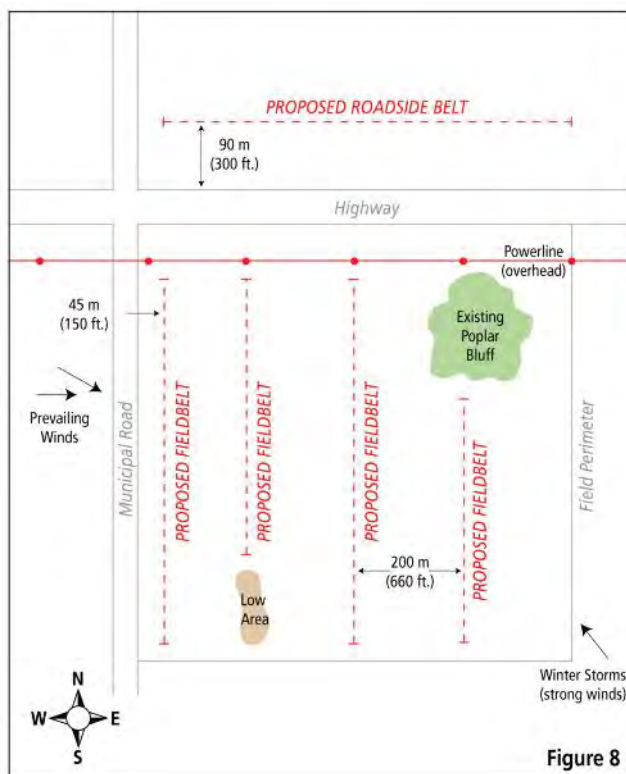 PROPOSED ROADSIDE BELT
90 m
(300 ft.)
Highway
Powerline
(overhead)
45 m
(150 ft.)
Existing
Poplar
Bluff
Prevailing
Winds
Municipal Road
PROPOSED FIELDBELT
PROPOSED FIELDBELT
PROPOSED FIELDBELT
PROPOSED FIELDBELT
Field Perimeter
200 m
(660 ft.)
Low
Area
Winter Storms
(strong winds)
N
W E
S
Figure 8